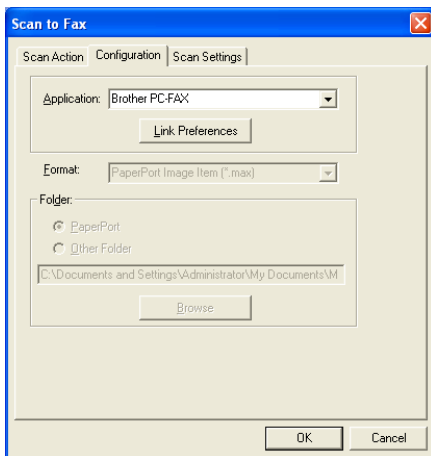 Scan to Fax
Scan Action Configuration Scan Settings
Application: Brother PC-FAX
Link Preferences
Format: PaperPort Image Item (*.max)
Folder:
PaperPort
Other Folder
C:\Documents and Settings\Administrator\My Documents\M
Browse
OK Cancel